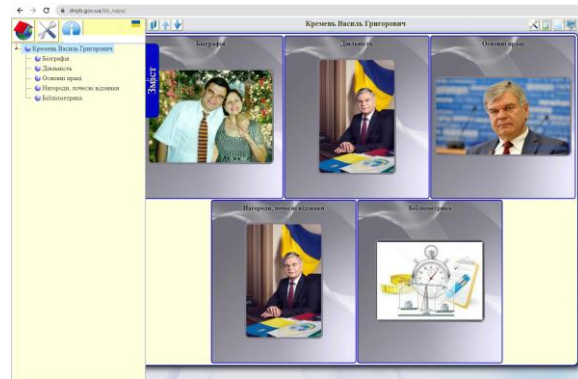 dnpb.gov.ua/kb_naps/
Кремень Василь Григорович
Кремень Василь Григорович
Біографія
Діяльність
Основні праці
Нагороди, почесні відзнаки
Бібліометрика
Зміст
Біографія
Діяльність
Основні праці
Нагороди, почесні відзнаки
Бібліометрика